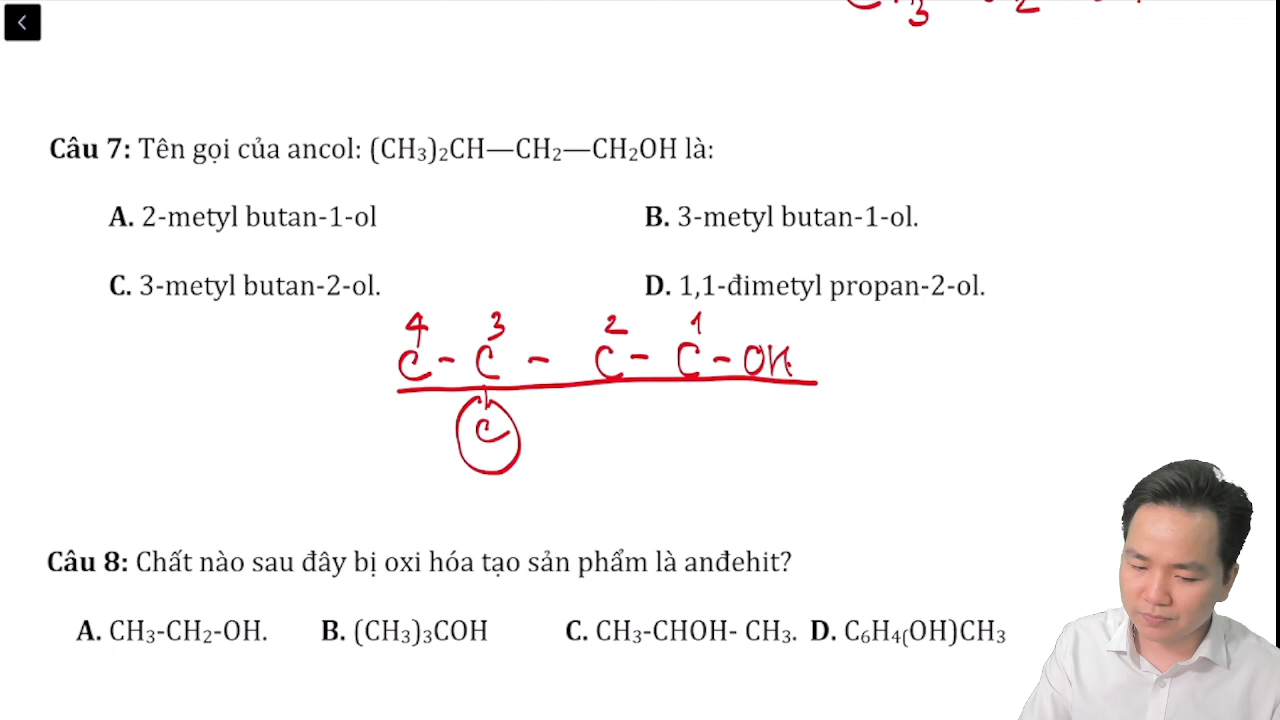 Câu 7: Tên gọi của ancol: (CH₃)₂CH—CH₂—CH₂OH là:
A. 2-metyl butan-1-ol B. 3-metyl butan-1-ol.
C. 3-metyl butan-2-ol. D. 1,1-đimetyl propan-2-ol.
4 3 2 1
C - C - C - C - OH
C
Câu 8: Chất nào sau đây bị oxi hóa tạo sản phẩm là anđehit?
A. CH₃-CH₂-OH. B. (CH₃)₃COH C. CH₃-CHOH- CH₃. D. C₆H₄(OH)CH₃